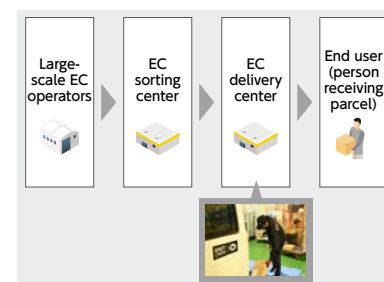 Large-
scale EC
operators
EC
sorting
center
EC
delivery
center
End user
(person
receiving
parcel)